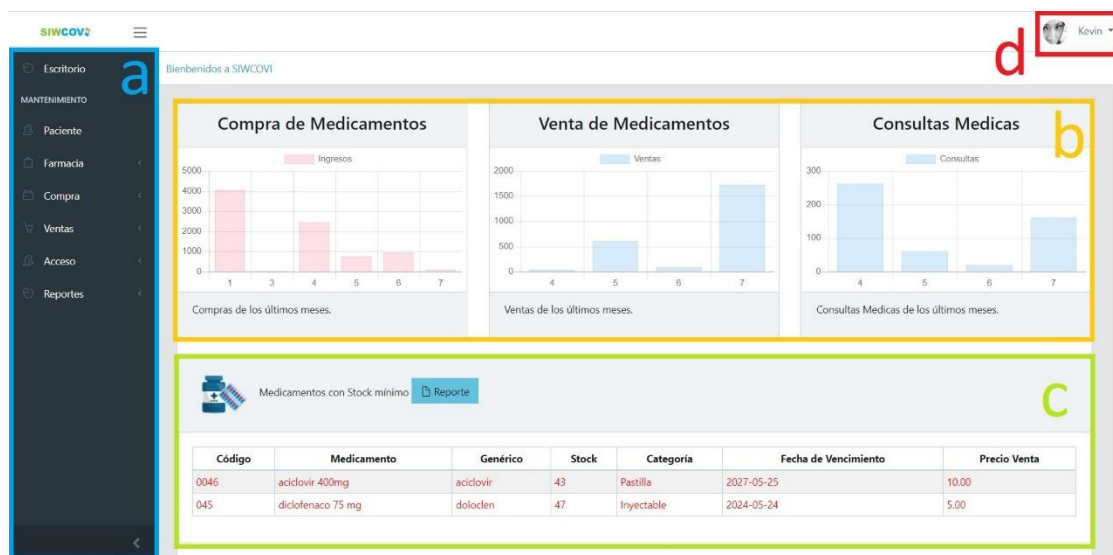 SIWCOVI
d
Kevin
a
Escritorio
Bienbenidos a SIWCOVI
MANTENIMIENTO
Paciente
Farmacia
Compra
Ventas
Acceso
Reportes
b
Compra de Medicamentos
Ingresos
5000
4000
3000
2000
1000
0
1 3 4 5 6 7
Compras de los últimos meses.
Venta de Medicamentos
Ventas
2000
1500
1000
500
0
4 5 6 7
Ventas de los últimos meses.
Consultas Medicas
Consultas
300
200
100
0
4 5 6 7
Consultas Medicas de los últimos meses.
c
Medicamentos con Stock mínimo Reporte
Código Medicamento Genérico Stock Categoría Fecha de Vencimiento Precio Venta
0046 aciclovir 400mg aciclovir 43 Pastilla 2027-05-25 10.00
045 diclofenaco 75 mg doloclen 47 Inyectable 2024-05-24 5.00